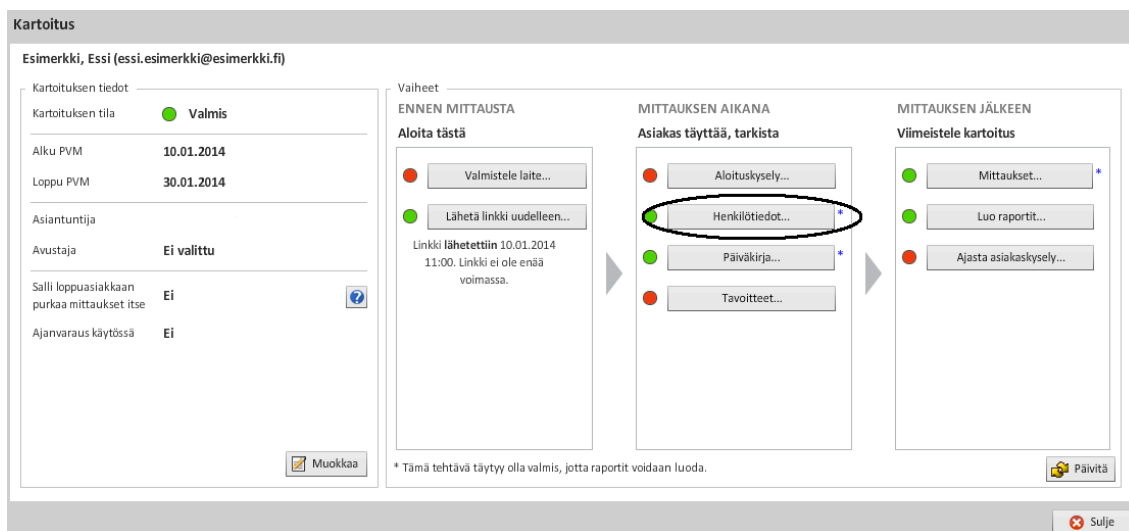 Kartoitus
Esimerkki, Essi (essi.esimerkki@esimerkki.fi)
Kartoituksen tiedot
Kartoituksen tila Valmis
Alku PVM 10.01.2014
Loppu PVM 30.01.2014
Asiantuntija
Avustaja Ei valittu
Salli loppuasiakkaan
purkaa mittaukset itse Ei ?
Ajanvaraus käytössä Ei
Muokkaa
Vaiheet
ENNEN MITTAUSTA
Aloita tästä
Valmistele laite...
Lähetä linkki uudelleen...
Linkki lähetettiin 10.01.2014
11:00. Linkki ei ole enää
voimassa.
MITTAUKSEN AIKANA
Asiakas täyttää, tarkista
Aloituskysely...
Henkilötiedot... *
Päiväkirja... *
Tavoitteet...
MITTAUKSEN JÄLKEEN
Viimeistele kartoitus
Mittaukset... *
Luo raportit...
Ajasta asiakaskysely...
* Tämä tehtävä täytyy olla valmis, jotta raportit voidaan luoda.
Päivitä
Sulje